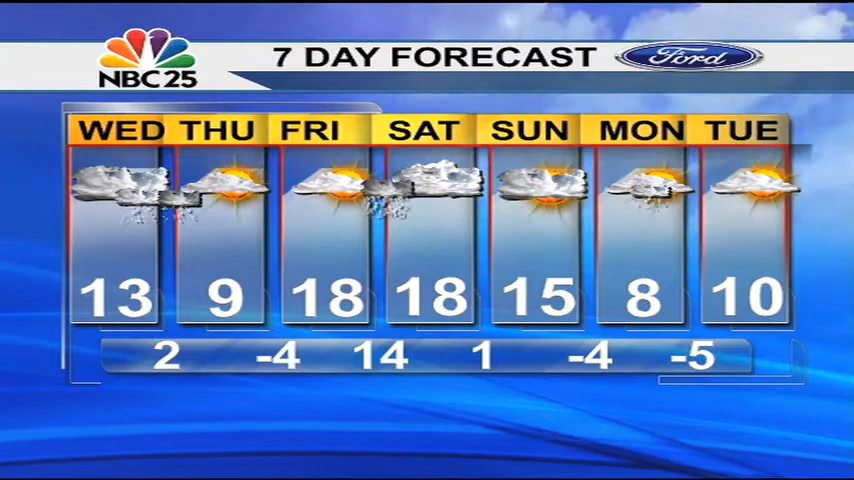 NBC25
7 DAY FORECAST
Ford
WED THU FRI SAT SUN MON TUE
13 9 18 18 15 8 10
2 -4 14 1 -4 -5